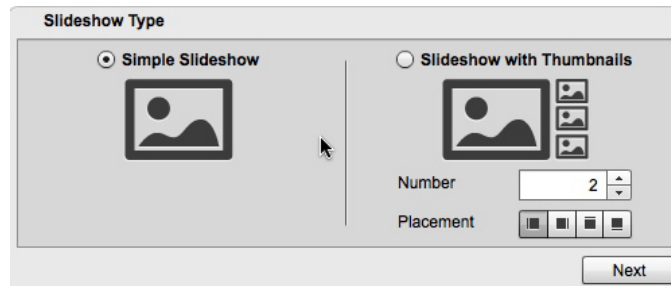 Slideshow Type
Simple Slideshow
Slideshow with Thumbnails
Number 2
Placement
Next